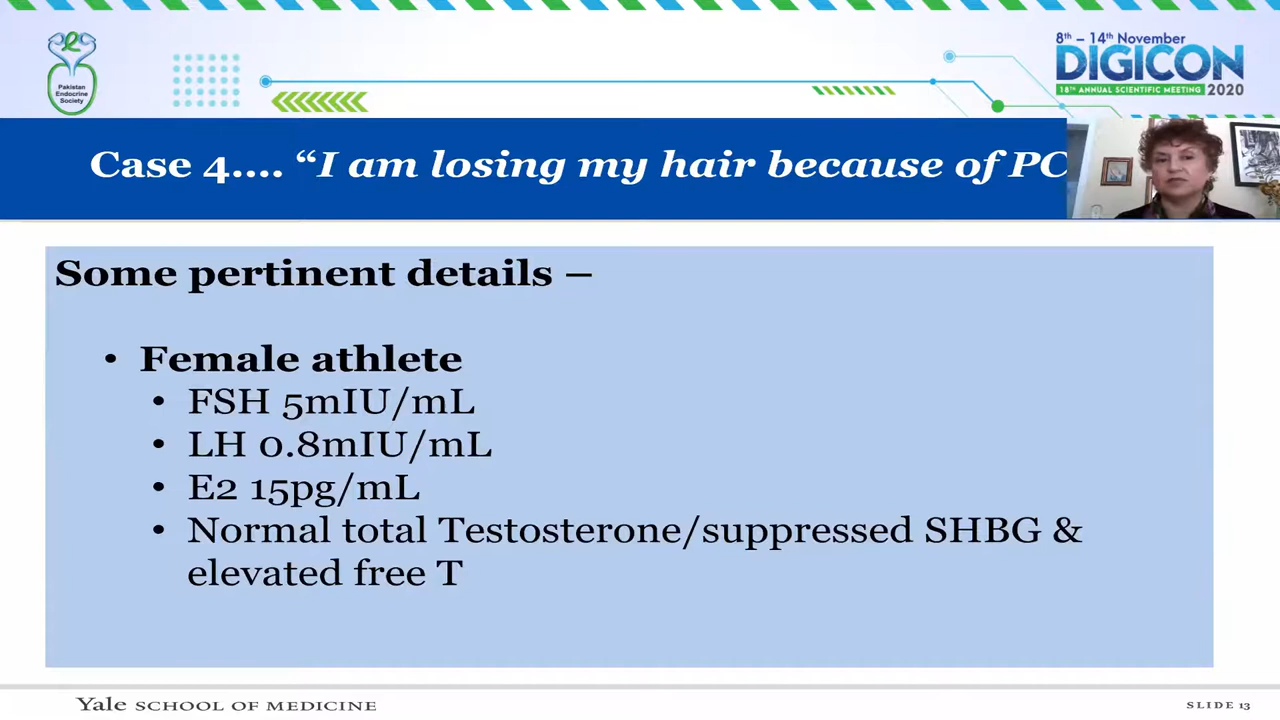 Pakistan
Endocrine
Society
8th – 14th November
DIGICON
18TH ANNUAL SCIENTIFIC MEETING 2020
Case 4.... “I am losing my hair because of PC
Some pertinent details –
• Female athlete
• FSH 5mIU/mL
• LH 0.8mIU/mL
• E2 15pg/mL
• Normal total Testosterone/suppressed SHBG &
elevated free T
Yale SCHOOL OF MEDICINE
SLIDE 13